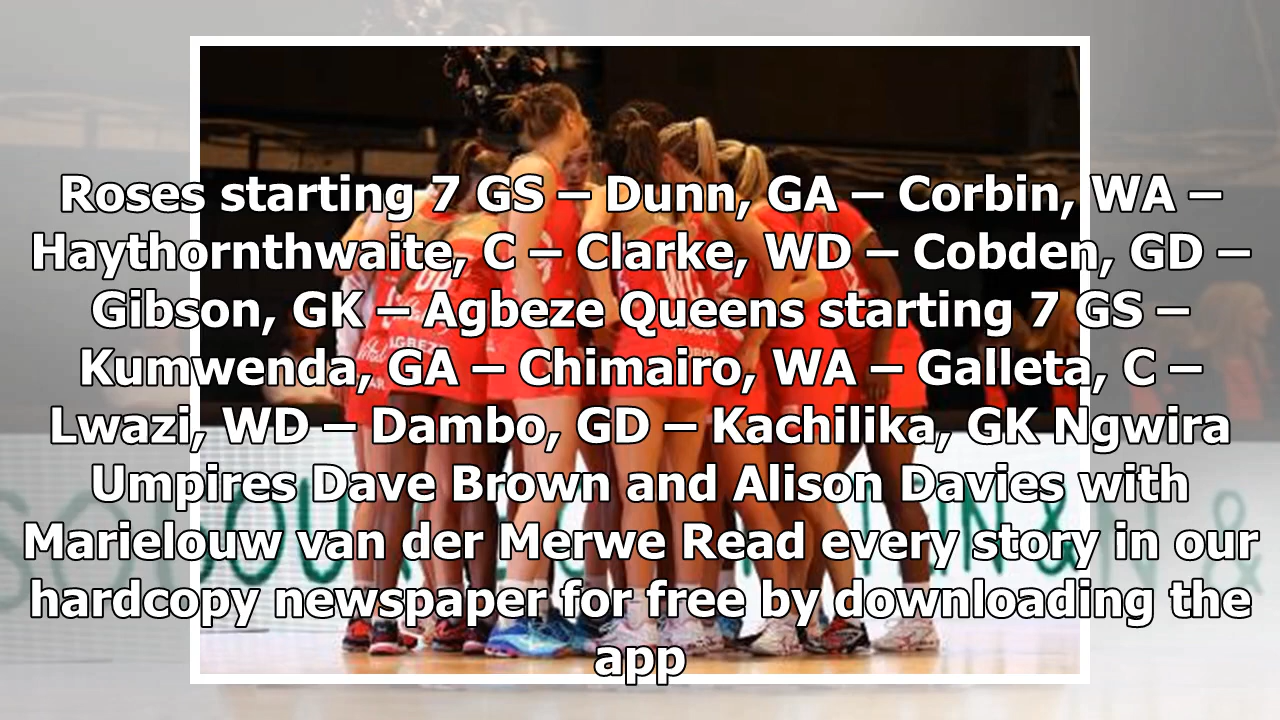 Roses starting 7 GS – Dunn, GA – Corbin, WA –
Haythornthwaite, C – Clarke, WD – Cobden, GD –
Gibson, GK – Agbeze Queens starting 7 GS –
Kumwenda, GA – Chimairo, WA – Galleta, C –
Lwazi, WD – Dambo, GD – Kachilika, GK Ngwira
Umpires Dave Brown and Alison Davies with
Marielouw van der Merwe Read every story in our
hardcopy newspaper for free by downloading the
app
AGBEZE